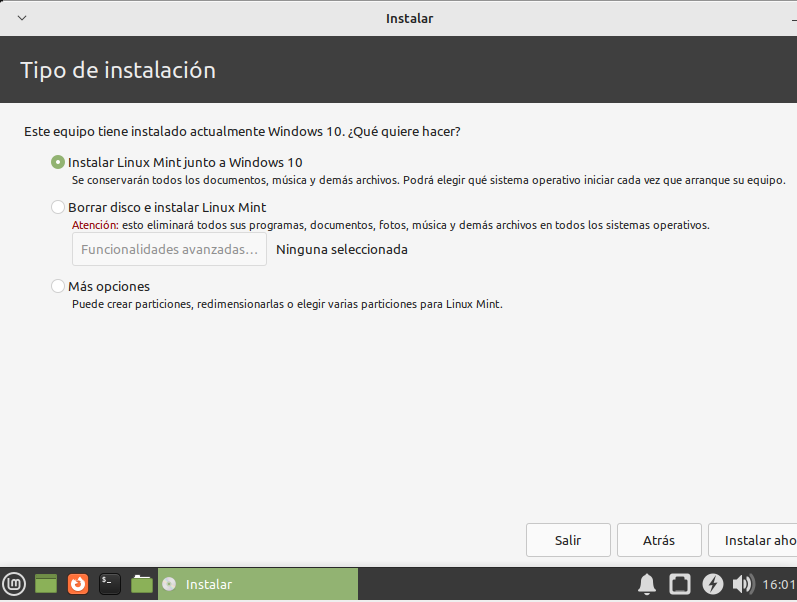 Instalar
Tipo de instalación
Este equipo tiene instalado actualmente Windows 10. ¿Qué quiere hacer?
Instalar Linux Mint junto a Windows 10
Se conservarán todos los documentos, música y demás archivos. Podrá elegir qué sistema operativo iniciar cada vez que arranque su equipo.
Borrar disco e instalar Linux Mint
Atención: esto eliminará todos sus programas, documentos, fotos, música y demás archivos en todos los sistemas operativos.
Funcionalidades avanzadas... Ninguna seleccionada
Más opciones
Puede crear particiones, redimensionarlas o elegir varias particiones para Linux Mint.
Salir Atrás Instalar aho
$_ Instalar 16:01